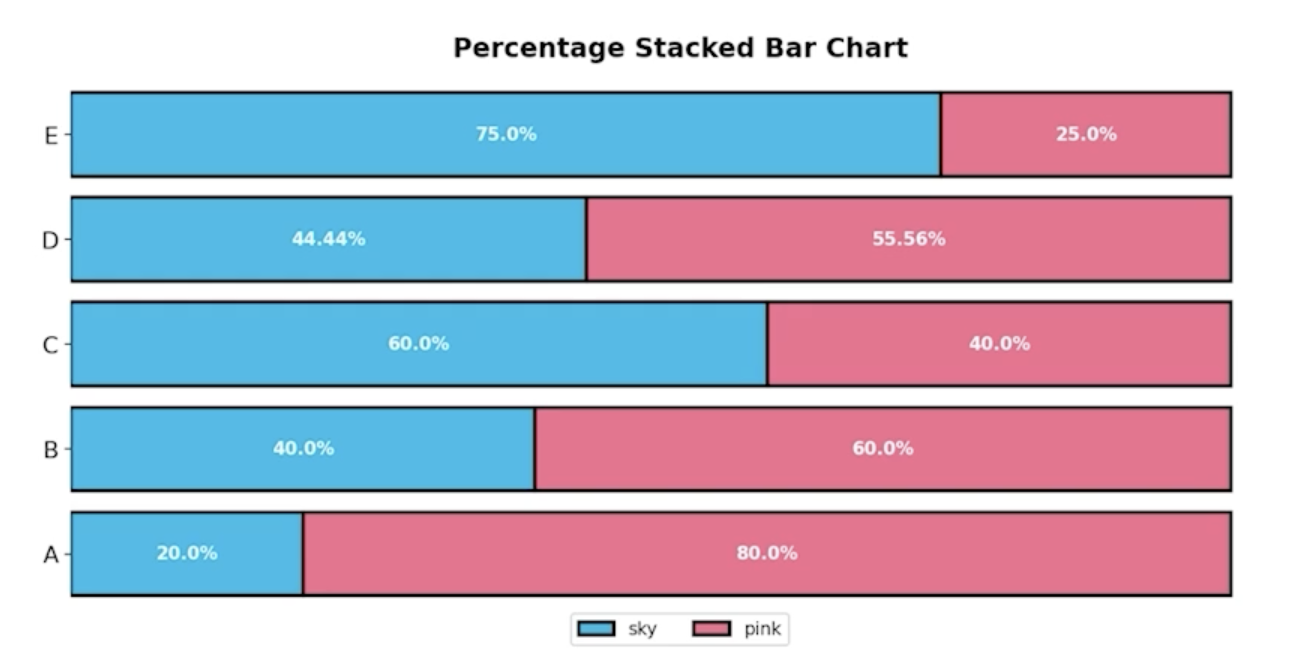 Percentage Stacked Bar Chart
E 75.0% 25.0%
D 44.44% 55.56%
C 60.0% 40.0%
B 40.0% 60.0%
A 20.0% 80.0%
sky pink